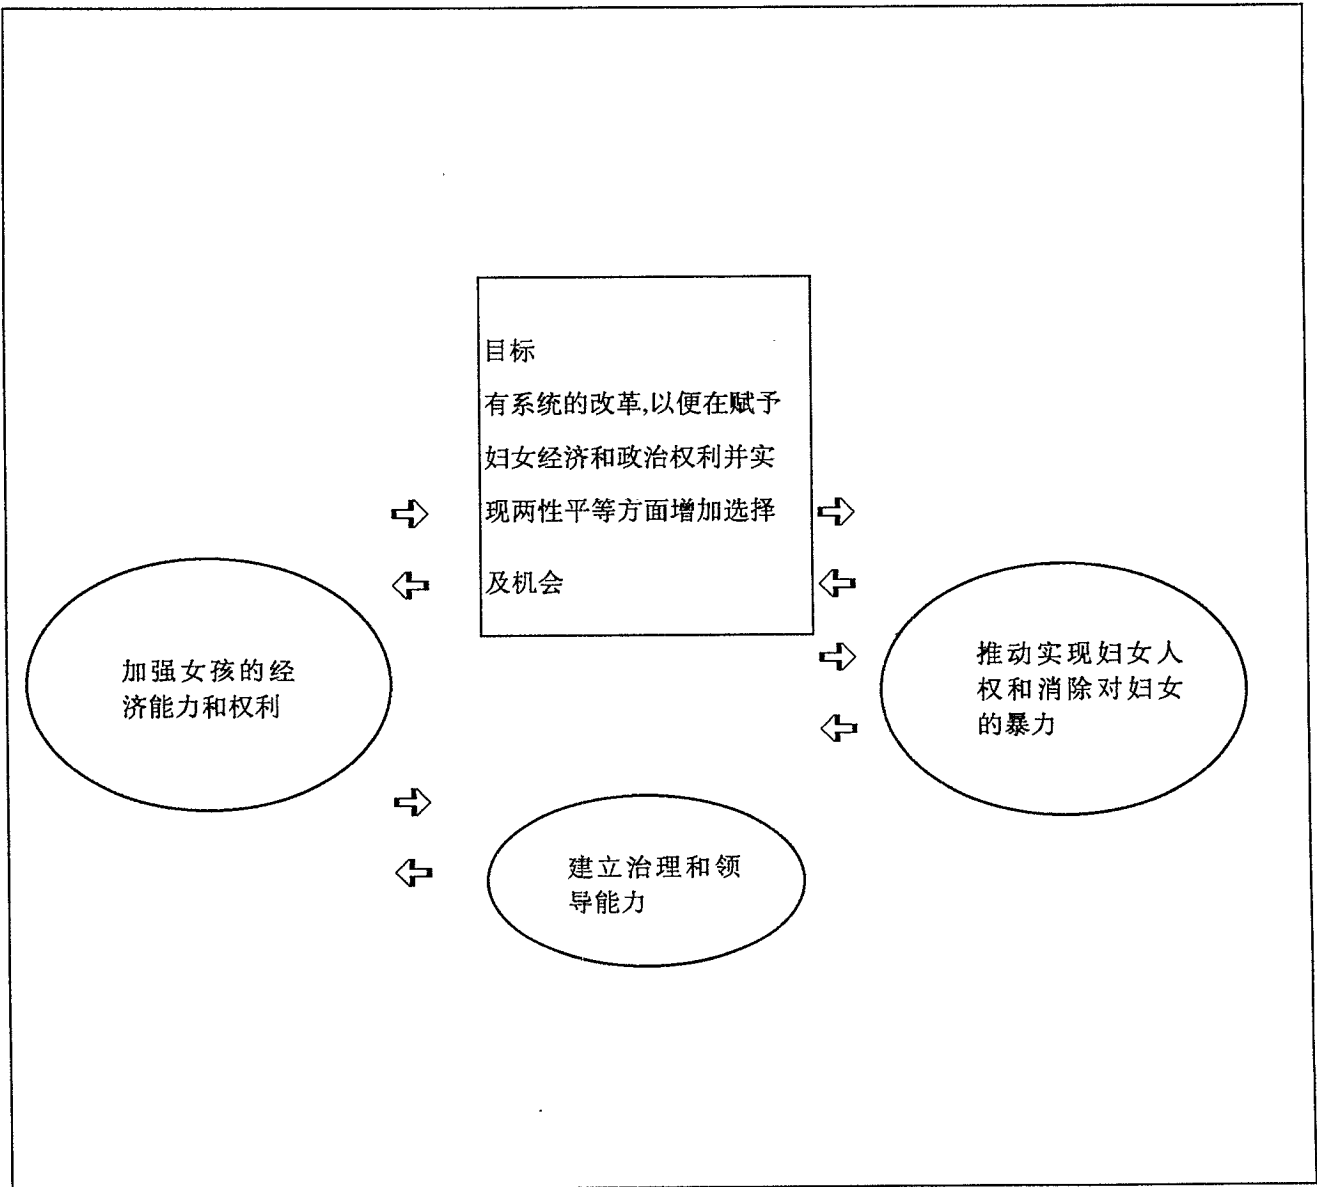 目标
有系统的改革,以便在赋予
妇女经济和政治权利并实
现两性平等方面增加选择
及机会
加强女孩的经
济能力和权利
推动实现妇女人
权和消除对妇女
的暴力
建立治理和领
导能力